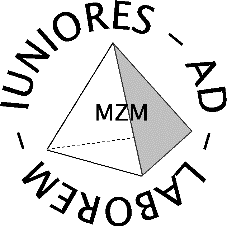 IUNIORES – AD – LABOREM –
MZM